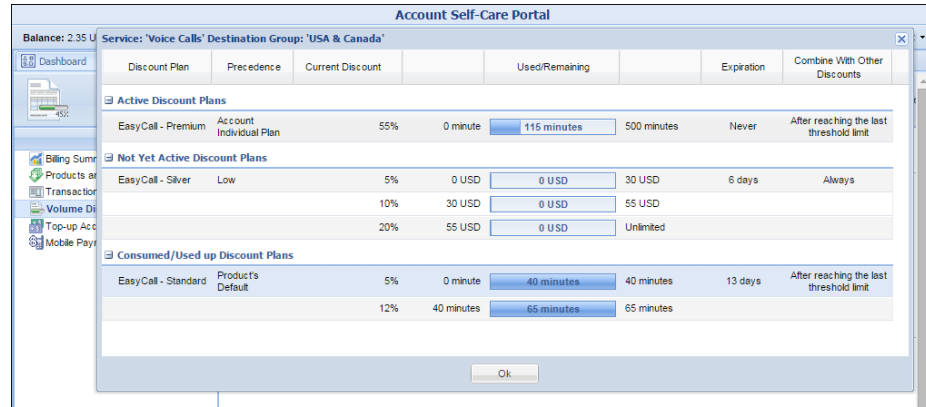 Account Self-Care Portal
Balance: 2.35 U
Service: 'Voice Calls' Destination Group: 'USA & Canada'
Dashboard
45%
Billing Summ
Products a
Transaction
Volume Di
Top-up Acc
Mobile Payr
Discount Plan Precedence Current Discount Used/Remaining Expiration Combine With Other Discounts
Active Discount Plans
EasyCall - Premium Account Individual Plan 55% 0 minute 115 minutes 500 minutes Never After reaching the last threshold limit
Not Yet Active Discount Plans
EasyCall - Silver Low 5% 0 USD 0 USD 30 USD 6 days Always
10% 30 USD 0 USD 55 USD
20% 55 USD 0 USD Unlimited
Consumed/Used up Discount Plans
EasyCall - Standard Product's Default 5% 0 minute 40 minutes 40 minutes 13 days After reaching the last threshold limit
12% 40 minutes 65 minutes 65 minutes
Ok